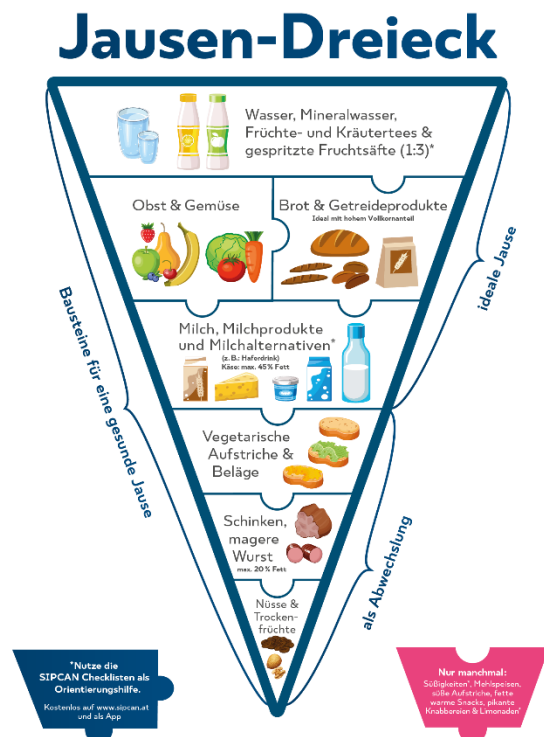 Jausen-Dreieck
Wasser, Mineralwasser,
Früchte- und Kräutertees &
gespritzte Fruchtsäfte (1:3)*
Obst & Gemüse
Brot & Getreideprodukte
Ideal mit hohem Vollkornanteil
Milch, Milchprodukte
und Milchalternativen*
(z. B.: Haferdrink)
Käse: max. 45% Fett
Vegetarische
Aufstriche &
Beläge
Schinken,
magere
Wurst
max. 20% Fett
Nüsse &
Trocken-
früchte
Bausteine für eine gesunde Jause
ideale Jause
als Abwechslung
*Nutze die
SIPCAN Checklisten als
Orientierungshilfe.
Kostenlos auf www.sipcan.at
und als App
Nur manchmal:
Süßigkeiten*, Mehlspeisen,
süße Aufstriche, fette
warme Snacks, pikante
Knabbereien & Limonaden*